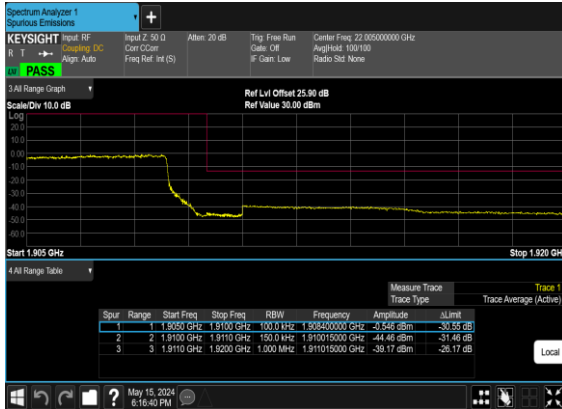 Spectrum Analyzer 1
Spurious Emissions
KEYSIGHT Input: RF Input Z: 50 Ω Atten: 20 dB Trig: Free Run Center Freq: 22.005000000 GHz
R T Coupling: DC Corr CCorr Gate: Off Avg|Hold: 100/100
Align: Auto Freq Ref: Int (S) IF Gain: Low Radio Std: None
PASS
3 All Range Graph
Ref Lvl Offset 25.90 dB
Scale/Div 10.0 dB Ref Value 30.00 dBm
Log
20.0
10.0
0.00
-10.0
-20.0
-30.0
-40.0
-50.0
-60.0
Start 1.905 GHz Stop 1.920 GH
4 All Range Table
Measure Trace Trace 1
Trace Type Trace Average (Active)
Spur Range Start Freq Stop Freq RBW Frequency Amplitude ΔLimit
1 1 1.9050 GHz 1.9100 GHz 100.0 kHz 1.908400000 GHz -0.546 dBm -30.55 dB
2 2 1.9100 GHz 1.9110 GHz 150.0 kHz 1.910015000 GHz -44.46 dBm -31.46 dB
3 3 1.9110 GHz 1.9200 GHz 1.000 MHz 1.911015000 GHz -39.17 dBm -26.17 dB
Local
May 15, 2024
6:16:40 PM